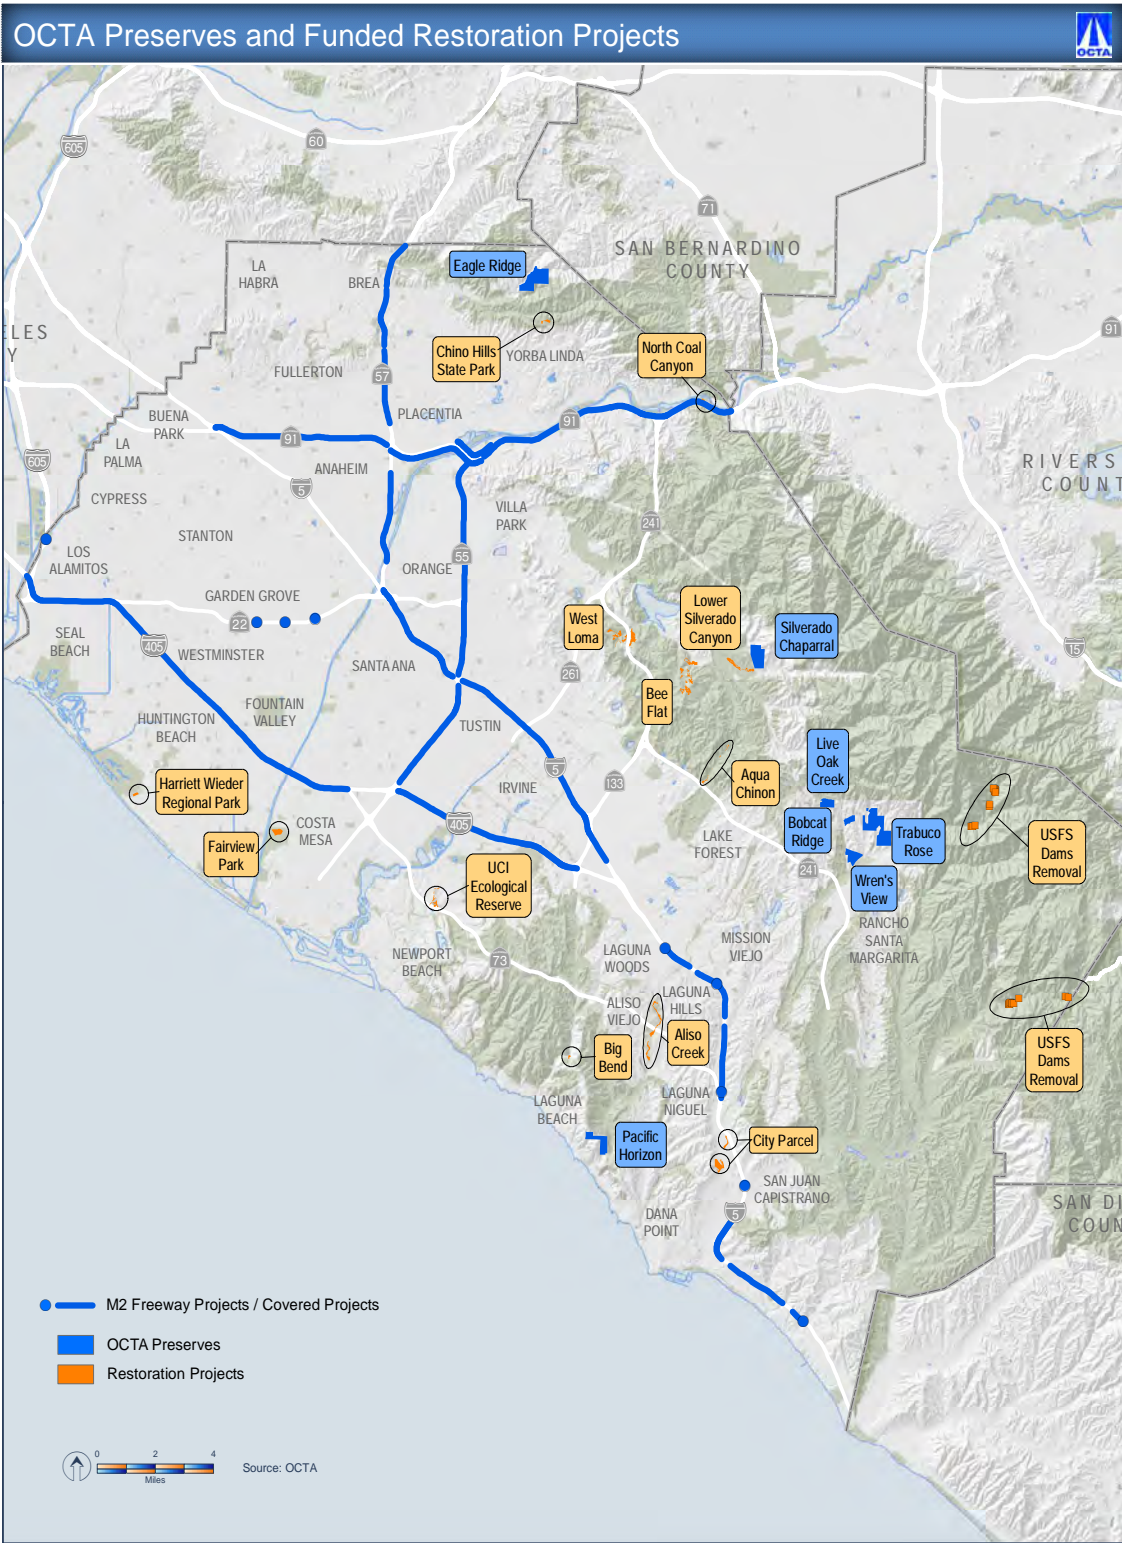 OCTA Preserves and Funded Restoration Projects
OCTA
605
60
71
SAN BERNARDINO
COUNTY
LA
HABRA
BREA
Eagle Ridge
ELES
Y
91
Chino Hills
State Park
YORBA LINDA
North Coal
Canyon
FULLERTON
57
BUENA
PARK
PLACENTIA
91
LA
PALMA
91
605
ANAHEIM
5
RIVERS
COUNT
CYPRESS
VILLA
PARK
STANTON
241
LOS
ALAMITOS
ORANGE
55
GARDEN GROVE
22
SEAL
BEACH
405
WESTMINSTER
West
Loma
Lower
Silverado
Canyon
Silverado
Chaparral
15
SANTA ANA
261
Bee
Flat
HUNTINGTON
BEACH
FOUNTAIN
VALLEY
TUSTIN
Live
Oak
Creek
5
133
Aqua
Chinon
IRVINE
Harriett Wieder
Regional Park
COSTA
MESA
405
LAKE
FOREST
Bobcat
Ridge
Trabuco
Rose
USFS
Dams
Removal
Fairview
Park
UCI
Ecological
Reserve
241
Wren's
View
RANCHO
SANTA
MARGARITA
NEWPORT
BEACH
73
LAGUNA
WOODS
MISSION
VIEJO
ALISO
VIEJO
LAGUNA
HILLS
Big
Bend
Aliso
Creek
USFS
Dams
Removal
LAGUNA
BEACH
LAGUNA
NIGUEL
Pacific
Horizon
City Parcel
SAN JUAN
CAPISTRANO
DANA
POINT
5
SAN DI
COUN
M2 Freeway Projects / Covered Projects
OCTA Preserves
Restoration Projects
0 2 4
Miles
Source: OCTA